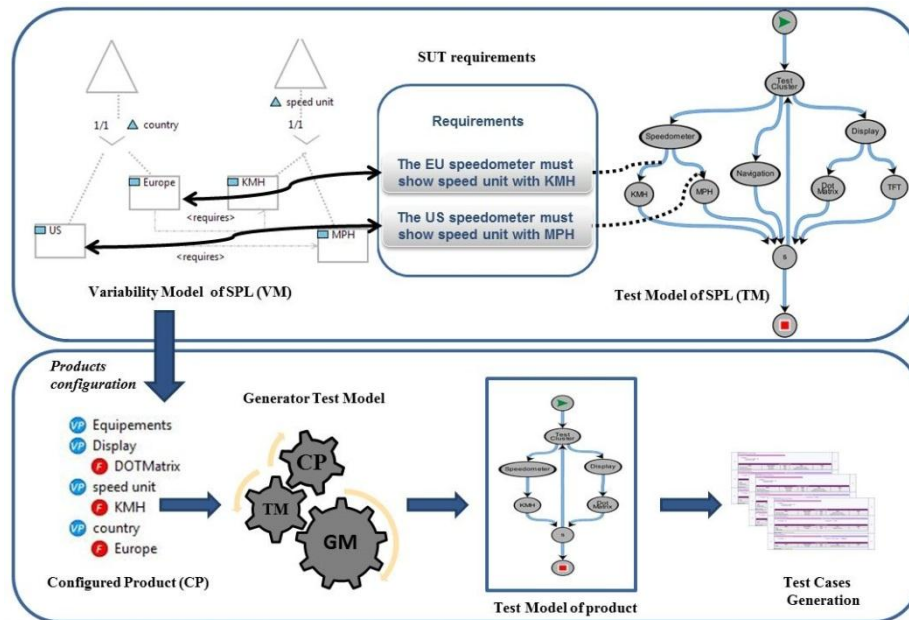 SUT requirements
country
speed unit
1/1
1/1
Europe
KMH
<requires>
US
MPH
<requires>
Variability Model of SPL (VM)
Requirements
The EU speedometer must
show speed unit with KMH
The US speedometer must
show speed unit with MPH
Test
Cluster
Speedometer
Display
Navigation
KMH
MPH
Dot
Matrix
TFT
s
Test Model of SPL (TM)
Products
configuration
VP Equipements
VP Display
F DOTMatrix
VP speed unit
F KMH
VP country
F Europe
Configured Product (CP)
Generator Test Model
CP
TM
GM
Test
Cluster
Speedometer
Display
KMH
Dot
Matrix
s
Test Model of product
Test Cases
Generation